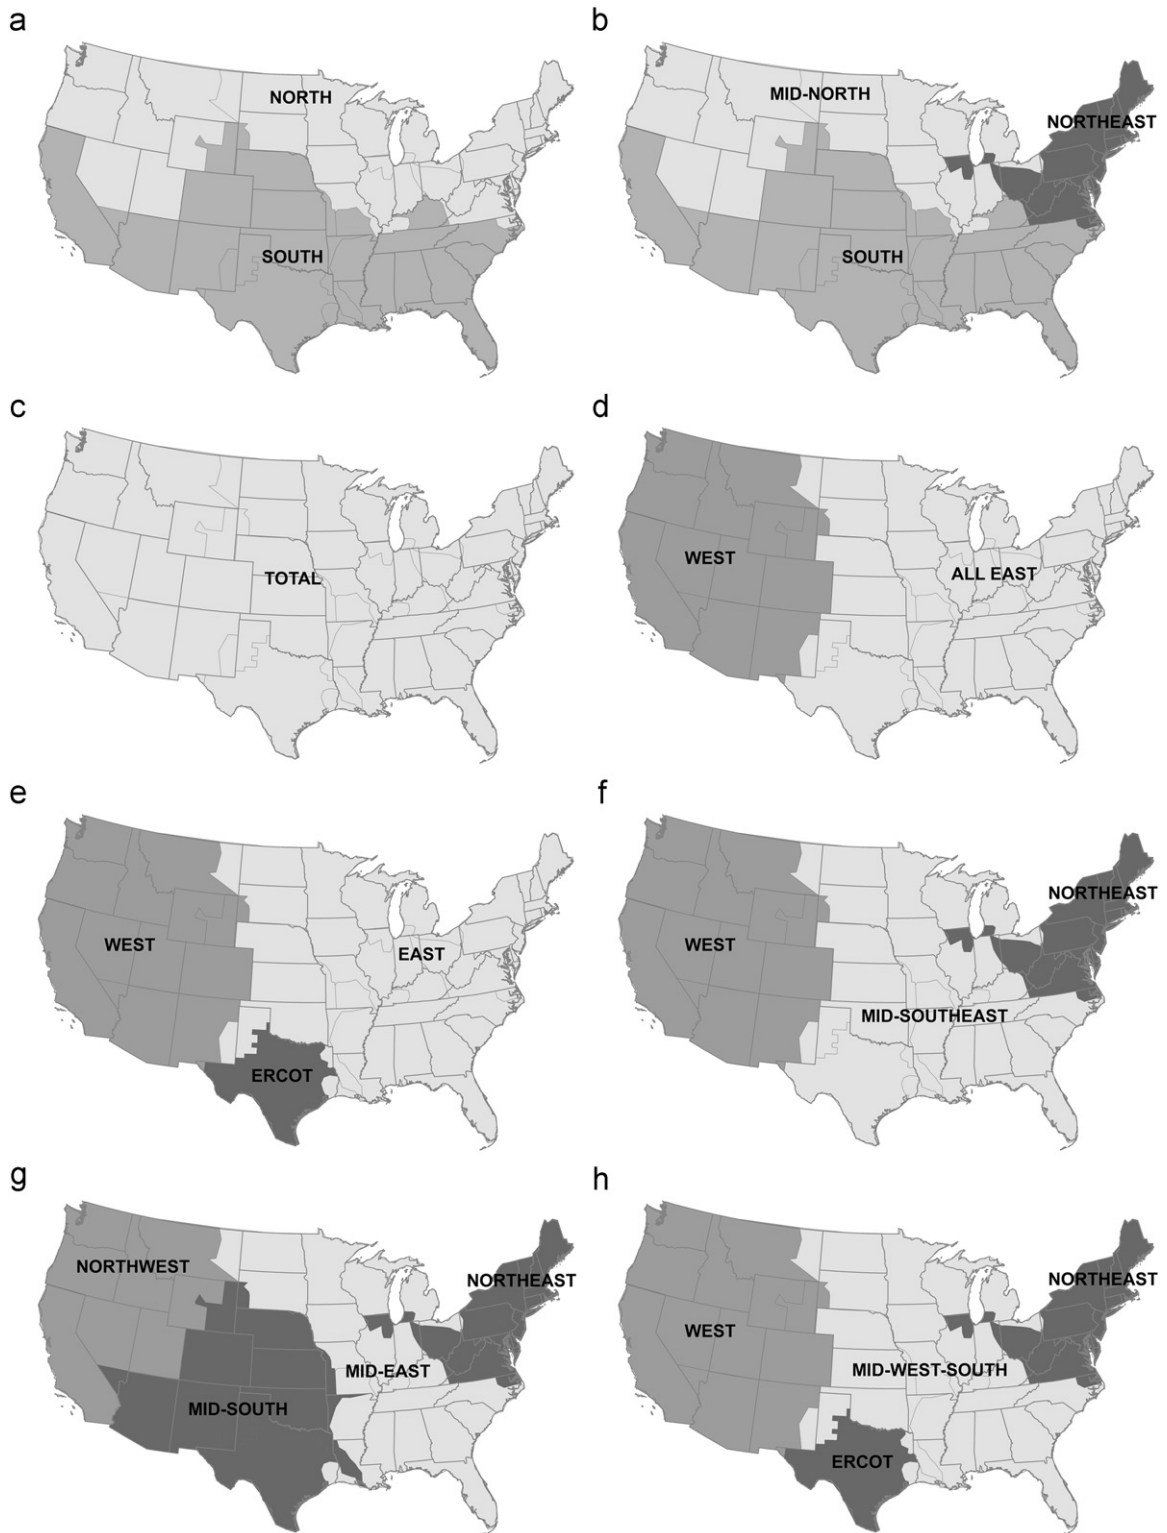 a
b
NORTH
SOUTH
MID-NORTH
NORTHEAST
SOUTH
c
d
TOTAL
WEST
ALL EAST
e
f
WEST
EAST
ERCOT
NORTHEAST
WEST
MID-SOUTHEAST
g
h
NORTHWEST
NORTHEAST
MID-EAST
MID-SOUTH
NORTHEAST
WEST
MID-WEST-SOUTH
ERCOT